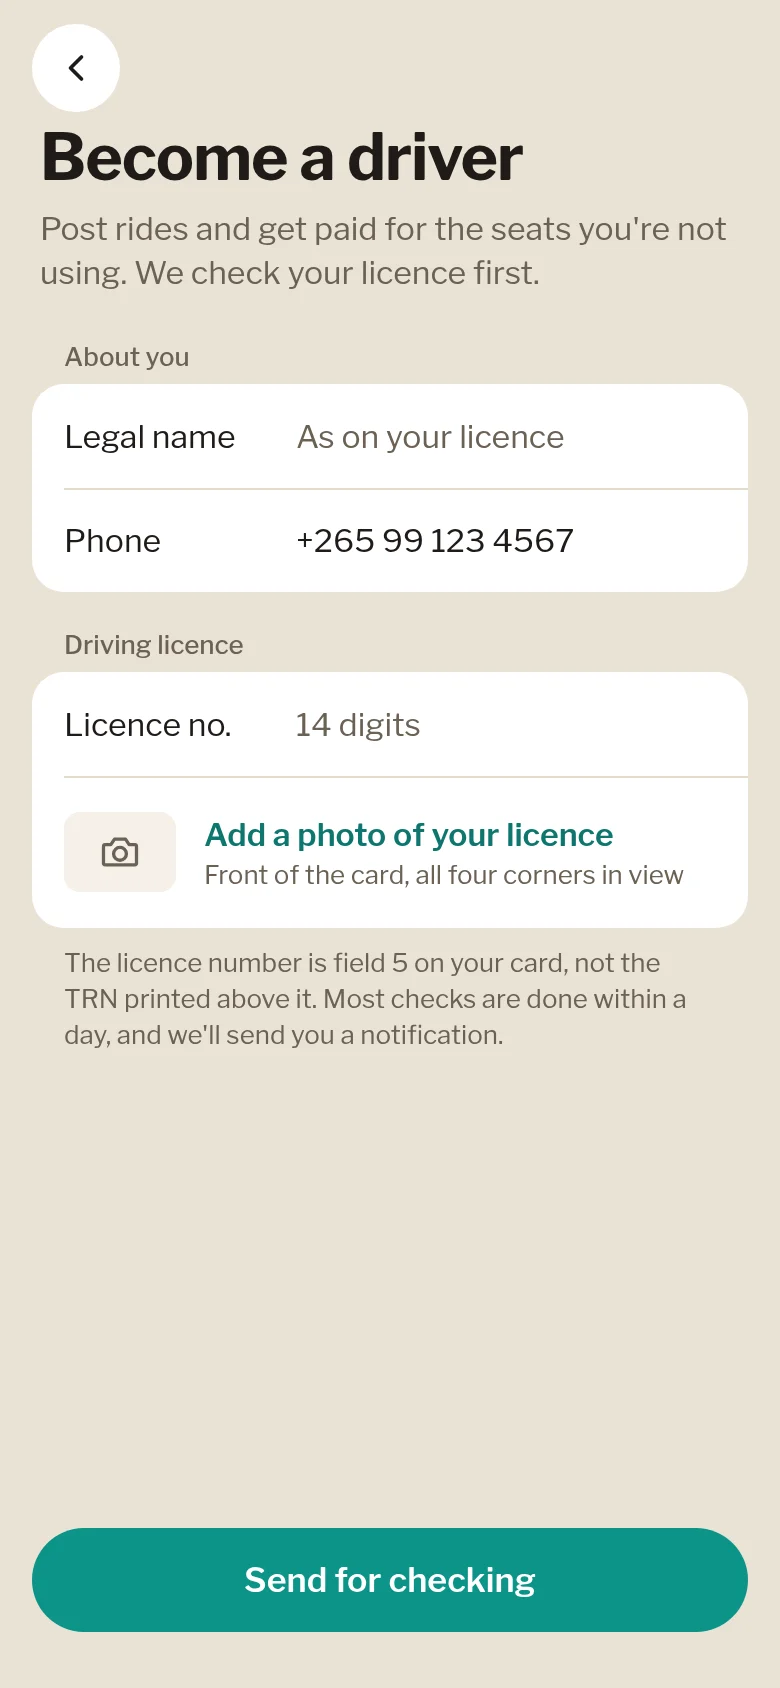 Become a driver
Post rides and get paid for the seats you're not
using. We check your licence first.
About you
Legal name As on your licence
Phone +265 99 123 4567
Driving licence
Licence no. 14 digits
Add a photo of your licence
Front of the card, all four corners in view
The licence number is field 5 on your card, not the
TRN printed above it. Most checks are done within a
day, and we'll send you a notification.
Send for checking